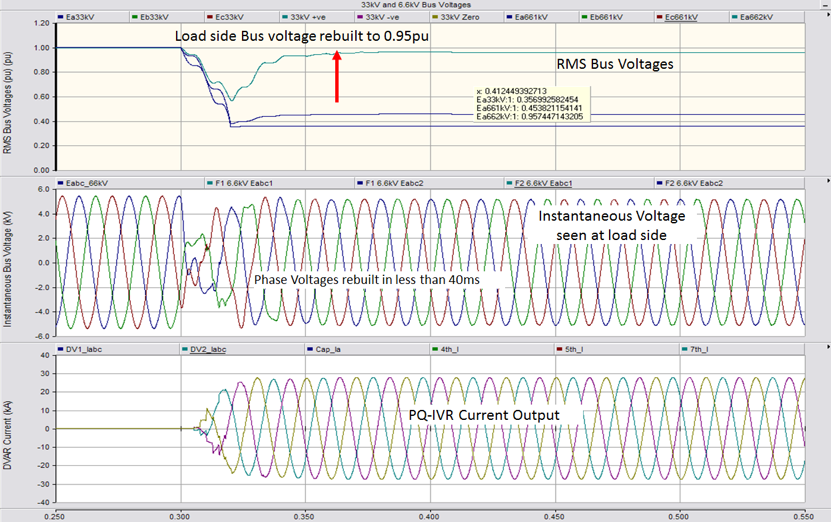 33kV and 6.6kV Bus Voltages
Ea33kV Eb33kV Ec33kV 33kV +ve 33kV -ve 33kV Zero Ea661kV Eb661kV Ec661kV Ea662kV
RMS Bus Voltages (pu) (pu)
1.20
1.00
0.80
0.60
0.40
0.20
0.00
Load side Bus voltage rebuilt to 0.95pu
RMS Bus Voltages
x: 0.412449392713
Ea33kV:1: 0.356992582454
Ea661kV:1: 0.453821154141
Ea662kV:1: 0.957447143205
Eabc_66kV F1 6.6kV Eabc1 F1 6.6kV Eabc2 F2 6.6kV Eabc1 F2 6.6kV Eabc2
Instantaneous Bus Voltage (kV)
6.0
4.0
2.0
0.0
-2.0
-4.0
-6.0
Instantaneous Voltage
seen at load side
Phase Voltages rebuilt in less than 40ms
DV1_Iabc DV2_Iabc Cap_Ia 4th_I 5th_I 7th_I
DVAR Current (kA)
40
30
20
10
0
-10
-20
-30
-40
PQ-IVR Current Output
0.250 0.300 0.350 0.400 0.450 0.500 0.550